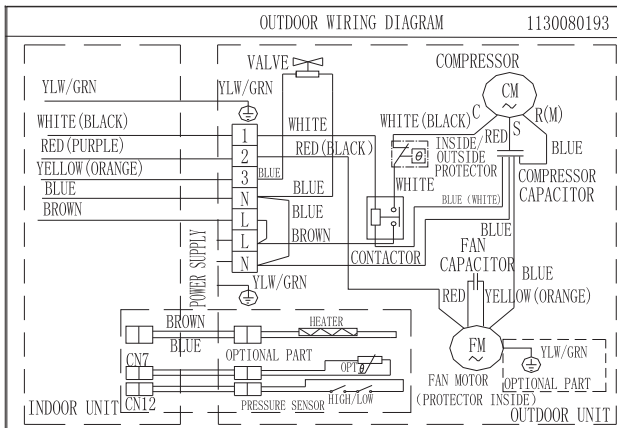 OUTDOOR WIRING DIAGRAM 1130080193
VALVE
COMPRESSOR
YLW/GRN
YLW/GRN
CM
~
C
R(M)
S
WHITE(BLACK)
WHITE(BLACK)
1
WHITE
RED
BLUE
RED(PURPLE)
2
RED(BLACK)
INSIDE/
OUTSIDE
PROTECTOR
θ
YELLOW(ORANGE)
3
BLUE
COMPRESSOR
CAPACITOR
BLUE
N
BLUE
WHITE
BLUE (WHITE)
BROWN
L
BLUE
BLUE
L
BROWN
CONTACTOR
FAN
CAPACITOR
N
POWER SUPPLY
YLW/GRN
BLUE
RED
YELLOW(ORANGE)
BROWN
HEATER
BLUE
OPTIONAL PART
FM
~
YLW/GRN
CN7
OPT
θ
FAN MOTOR
OPTIONAL PART
CN12
PRESSURE SENSOR
HIGH/LOW
(PROTECTOR INSIDE)
INDOOR UNIT
OUTDOOR UNIT